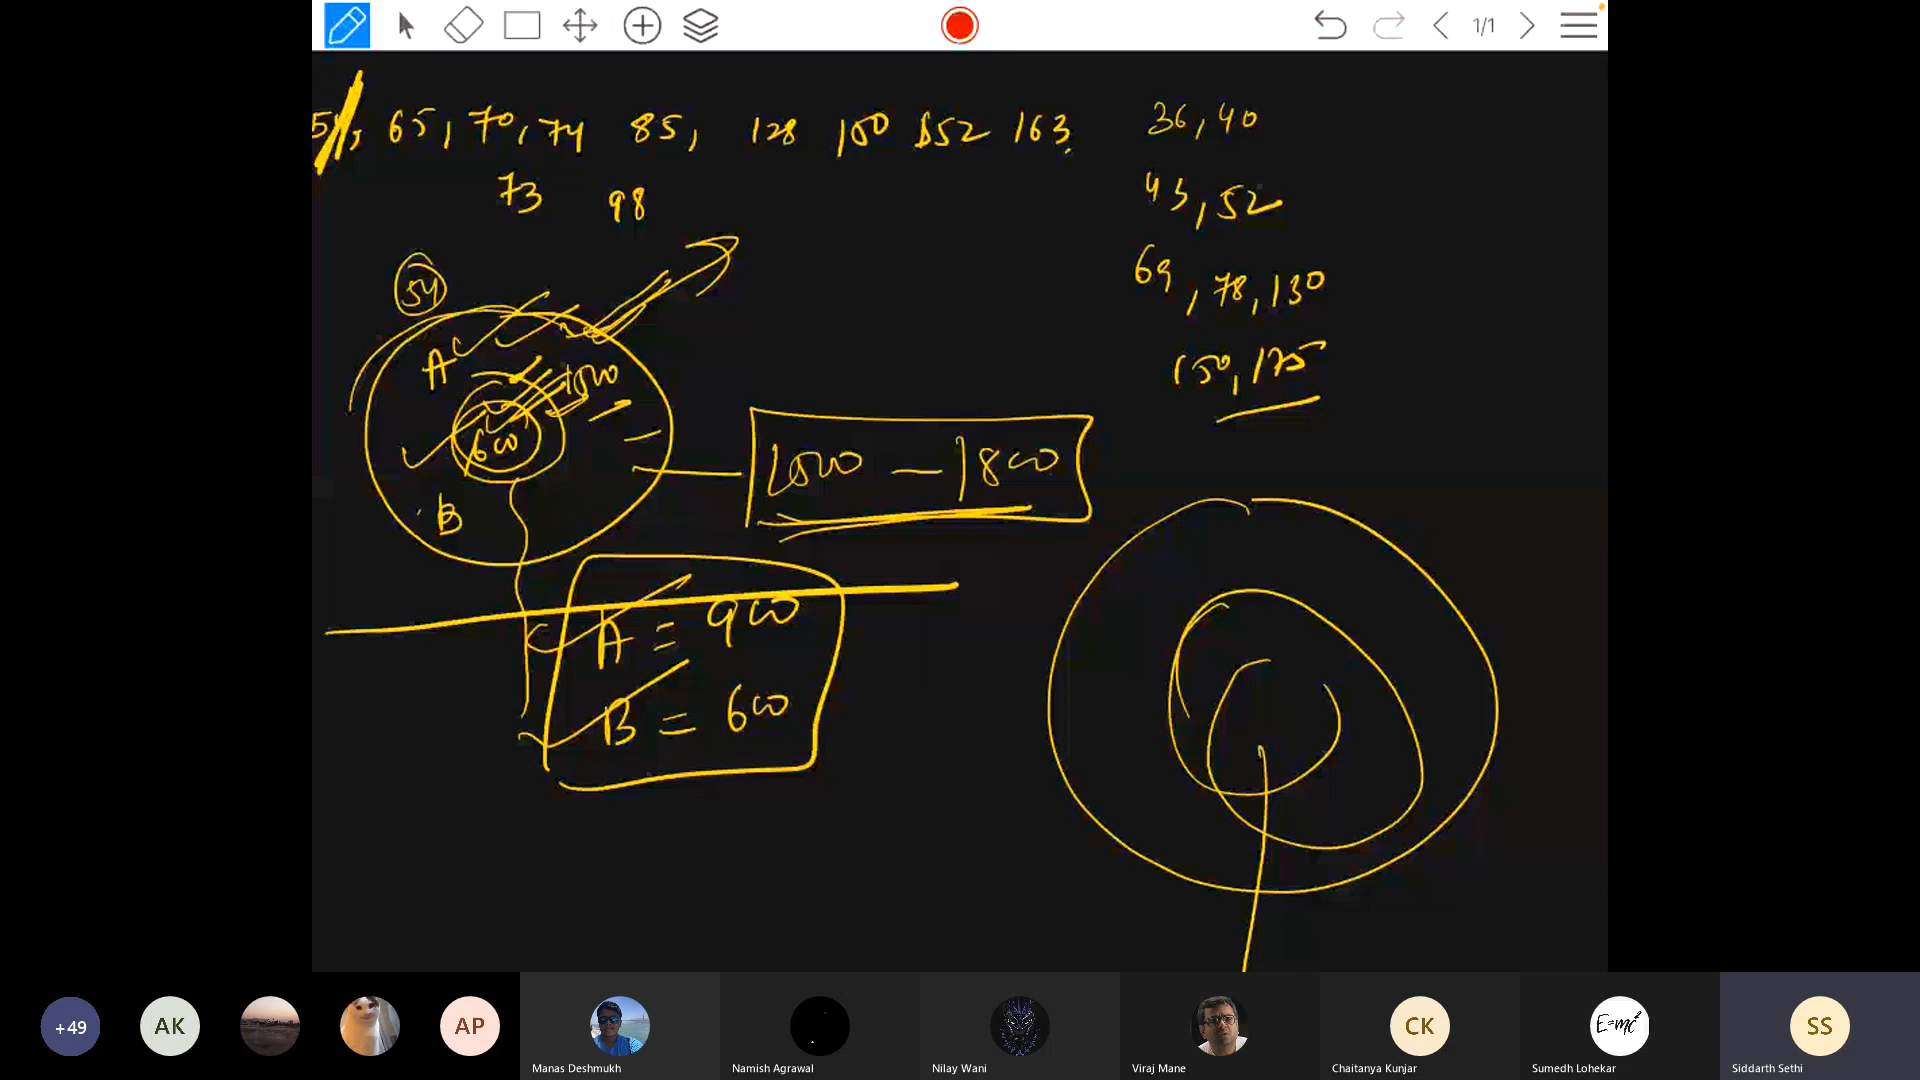 1/1
65, 70, 74 85, 128 150 152 163
73 98
36, 40
43, 52
69, 78, 130
150, 175
54
A
1500
600
B
1500 - 1800
A = 900
B = 600
+49
AK
AP
CK
E=mc²
SS
Manas Deshmukh
Namish Agrawal
Nilay Wani
Viraj Mane
Chaitanya Kunjar
Sumedh Lohekar
Siddarth Sethi